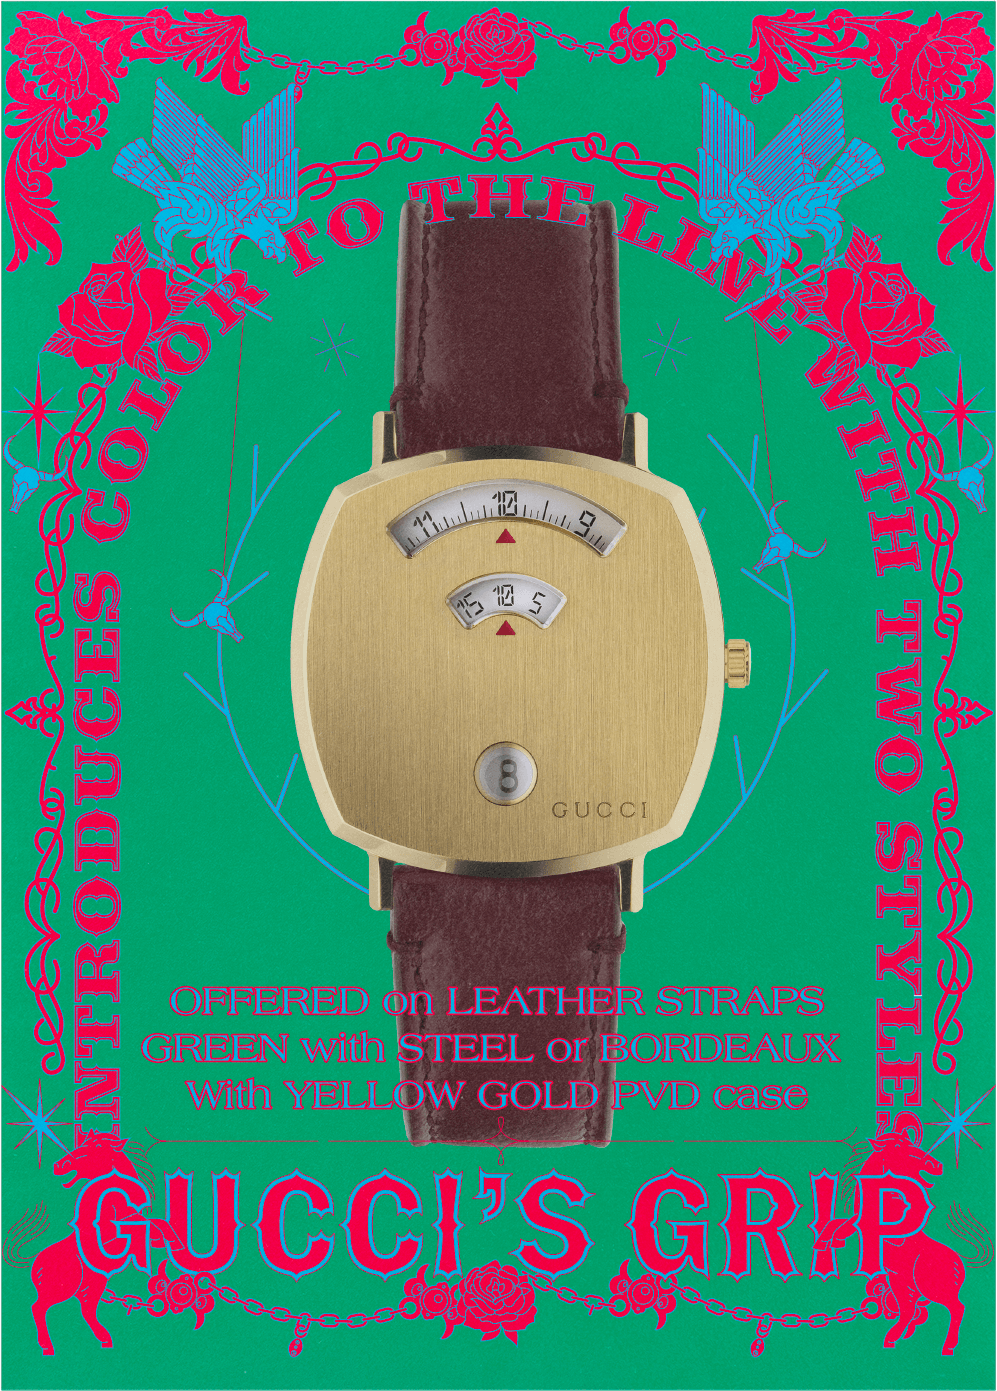 INTRODUCES COLOR TO THE LINE WITH TWO STYLES
11 10 9
15 10 5
8
GUCCI
OFFERED on LEATHER STRAPS
GREEN with STEEL or BORDEAUX
With YELLOW GOLD PVD case
GUCCI'S GRIP